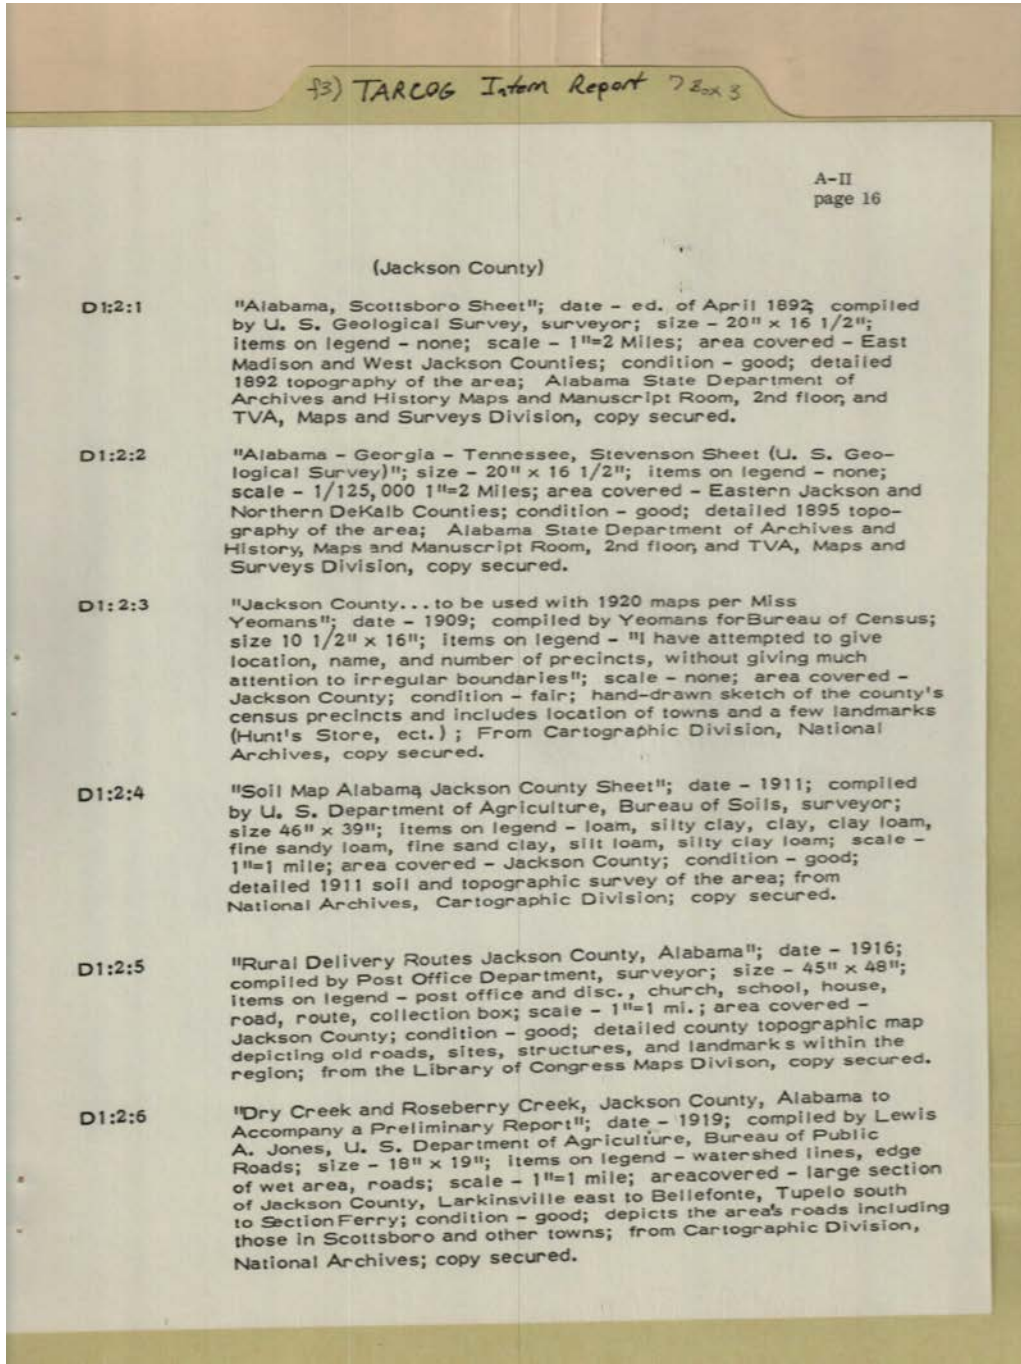 f3) TARCOG Intern Report 7 Box 3
A-II
page 16
(Jackson County)
D1:2:1 "Alabama, Scottsboro Sheet"; date - ed. of April 1892; compiled
by U. S. Geological Survey, surveyor; size - 20" x 16 1/2";
items on legend - none; scale - 1"=2 Miles; area covered - East
Madison and West Jackson Counties; condition - good; detailed
1892 topography of the area; Alabama State Department of
Archives and History Maps and Manuscript Room, 2nd floor, and
TVA, Maps and Surveys Division, copy secured.
D1:2:2 "Alabama - Georgia - Tennessee, Stevenson Sheet (U. S. Geo-
logical Survey)"; size - 20" x 16 1/2"; items on legend - none;
scale - 1/125,000 1"=2 Miles; area covered - Eastern Jackson and
Northern DeKalb Counties; condition - good; detailed 1895 topo-
graphy of the area; Alabama State Department of Archives and
History, Maps and Manuscript Room, 2nd floor, and TVA, Maps and
Surveys Division, copy secured.
D1:2:3 "Jackson County...to be used with 1920 maps per Miss
Yeomans"; date - 1909; compiled by Yeomans forBureau of Census;
size 10 1/2" x 16"; items on legend - "I have attempted to give
location, name, and number of precincts, without giving much
attention to irregular boundaries"; scale - none; area covered -
Jackson County; condition - fair; hand-drawn sketch of the county's
census precincts and includes location of towns and a few landmarks
(Hunt's Store, ect.) ; From Cartographic Division, National
Archives, copy secured.
D1:2:4 "Soil Map Alabama, Jackson County Sheet"; date - 1911; compiled
by U. S. Department of Agriculture, Bureau of Soils, surveyor;
size 46" x 39"; items on legend - loam, silty clay, clay, clay loam,
fine sandy loam, fine sand clay, silt loam, silty clay loam; scale -
1"=1 mile; area covered - Jackson County; condition - good;
detailed 1911 soil and topographic survey of the area; from
National Archives, Cartographic Division; copy secured.
D1:2:5 "Rural Delivery Routes Jackson County, Alabama"; date - 1916;
compiled by Post Office Department, surveyor; size - 45" x 48";
items on legend - post office and disc., church, school, house,
road, route, collection box; scale - 1"=1 mi.; area covered -
Jackson County; condition - good; detailed county topographic map
depicting old roads, sites, structures, and landmarks within the
region; from the Library of Congress Maps Divison, copy secured.
D1:2:6 "Dry Creek and Roseberry Creek, Jackson County, Alabama to
Accompany a Preliminary Report"; date - 1919; compiled by Lewis
A. Jones, U. S. Department of Agriculture, Bureau of Public
Roads; size - 18" x 19"; items on legend - watershed lines, edge
of wet area, roads; scale - 1"=1 mile; areacovered - large section
of Jackson County, Larkinsville east to Bellefonte, Tupelo south
to Section Ferry; condition - good; depicts the area's roads including
those in Scottsboro and other towns; from Cartographic Division,
National Archives; copy secured.